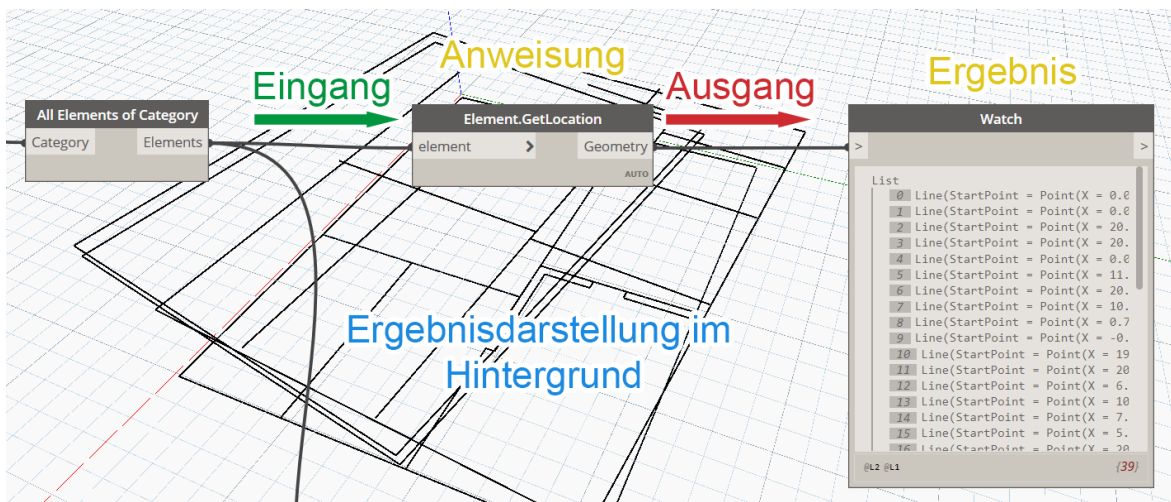 Anweisung
Eingang
Ausgang
Ergebnis
All Elements of Category
Category Elements
Element.GetLocation
element > Geometry
AUTO
Watch
> >
List
0 Line(StartPoint = Point(X = 0.0
1 Line(StartPoint = Point(X = 0.0
2 Line(StartPoint = Point(X = 20.
3 Line(StartPoint = Point(X = 20.
4 Line(StartPoint = Point(X = 0.0
5 Line(StartPoint = Point(X = 11.
6 Line(StartPoint = Point(X = 20.
7 Line(StartPoint = Point(X = 10.
8 Line(StartPoint = Point(X = 0.7
9 Line(StartPoint = Point(X = -0.
10 Line(StartPoint = Point(X = 19
11 Line(StartPoint = Point(X = 20
12 Line(StartPoint = Point(X = 6.
13 Line(StartPoint = Point(X = 10
14 Line(StartPoint = Point(X = 7.
15 Line(StartPoint = Point(X = 5.
16 Line(StartPoint = Point(X = 20
@L2 @L1 {39}
Ergebnisdarstellung im
Hintergrund